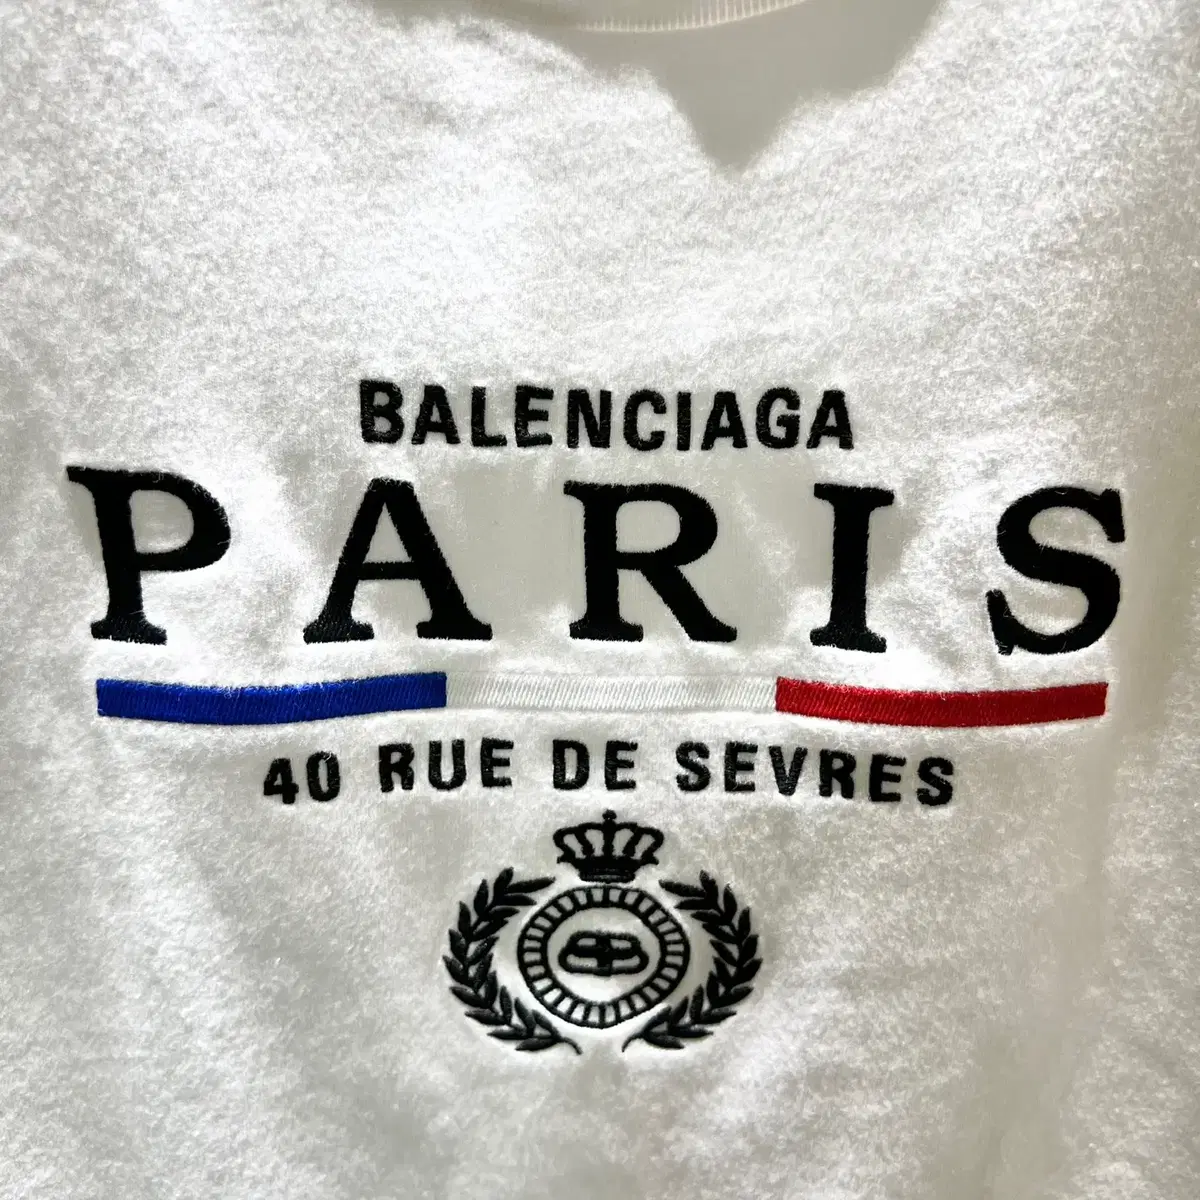 BALENCIAGA
PARIS
40 RUE DE SEVRES